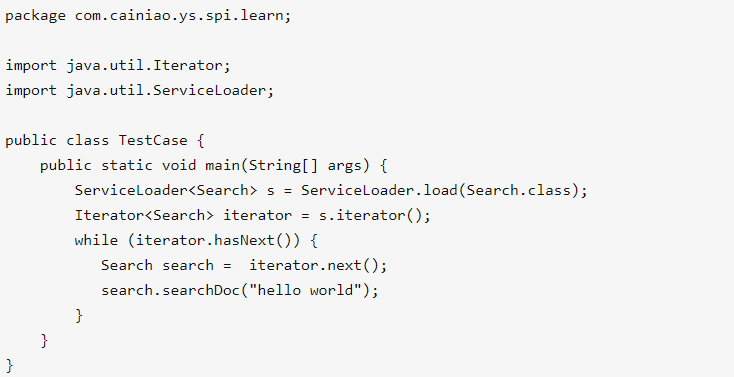 package com.cainiao.ys.spi.learn;
import java.util.Iterator;
import java.util.ServiceLoader;
public class TestCase {
    public static void main(String[] args) {
        ServiceLoader<Search> s = ServiceLoader.load(Search.class);
        Iterator<Search> iterator = s.iterator();
        while (iterator.hasNext()) {
           Search search =  iterator.next();
           search.searchDoc("hello world");
        }
    }
}